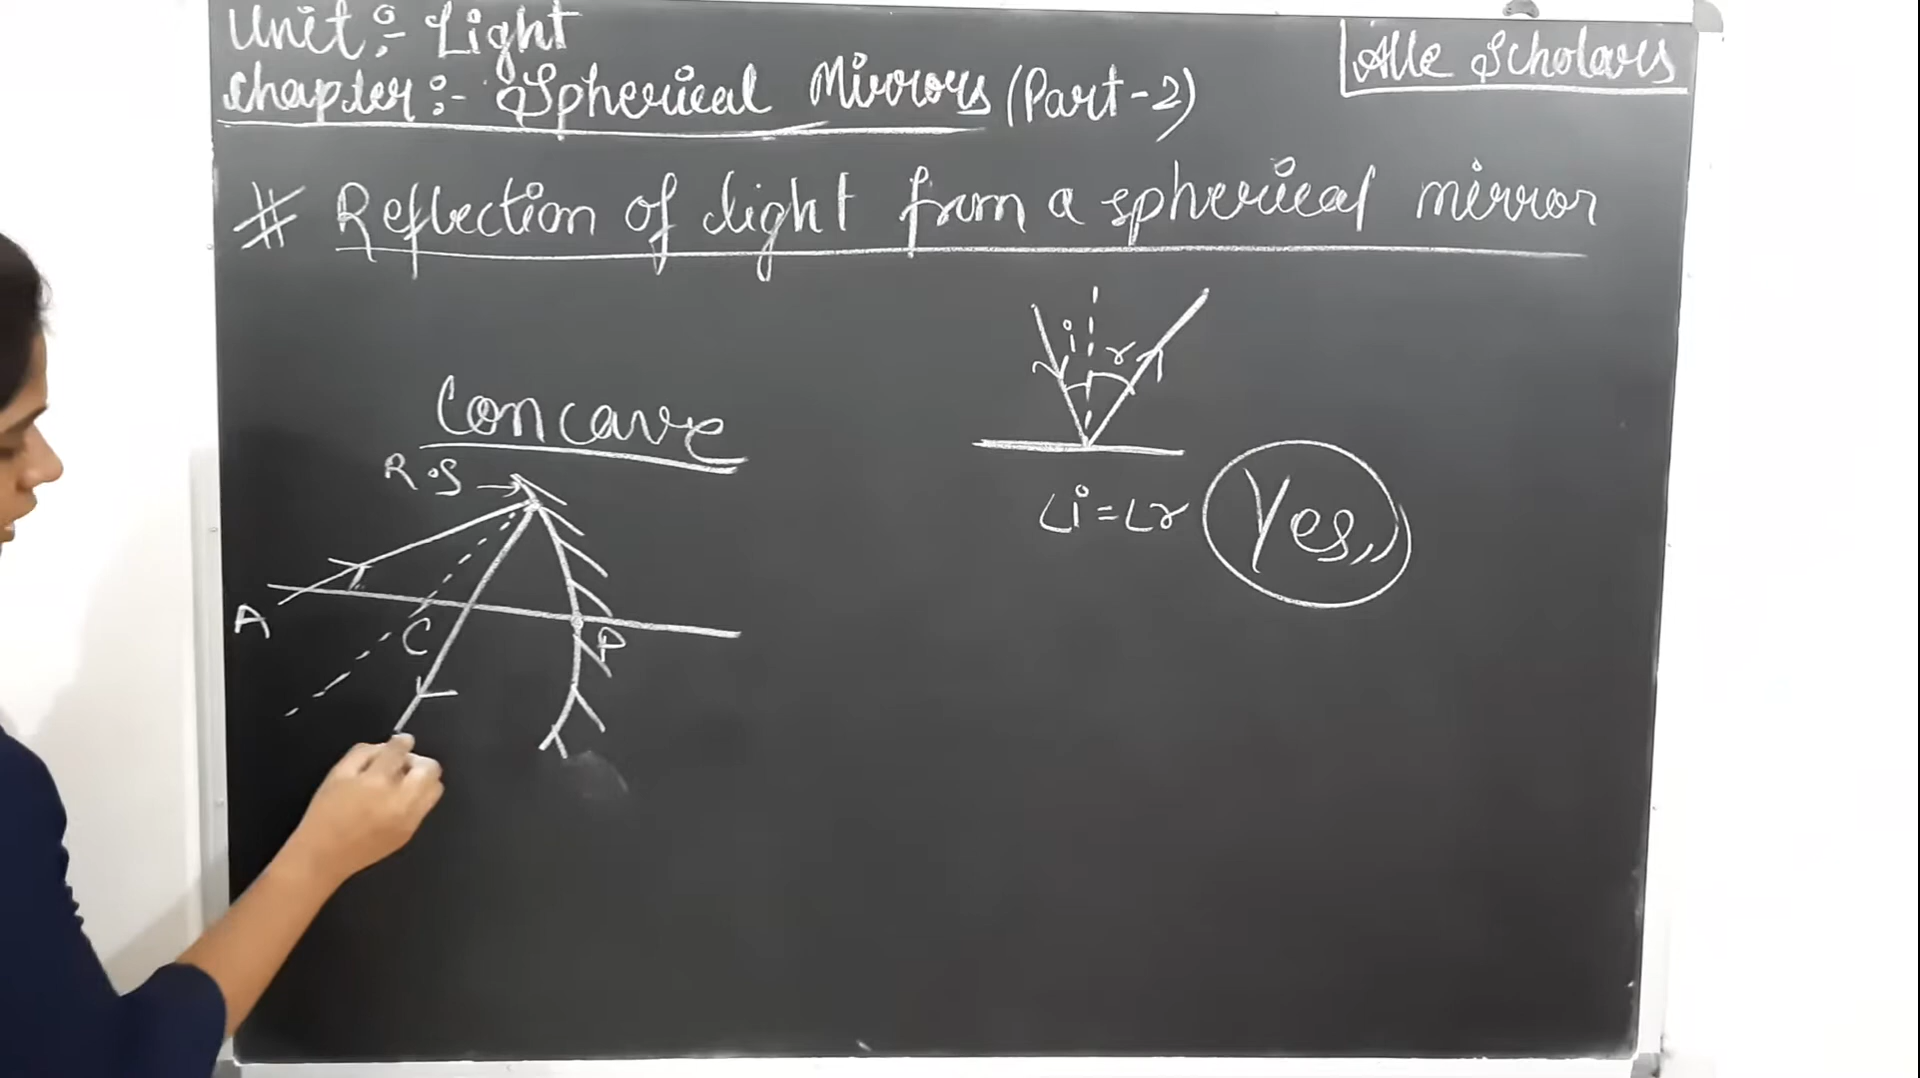 Unit :- Light
Alle Scholars
Chapter :- Spherical Mirrors (Part-2)
# Reflection of light from a spherical mirror
i r
Concave
R.S
∠i = ∠r Yes,,
A
C
P